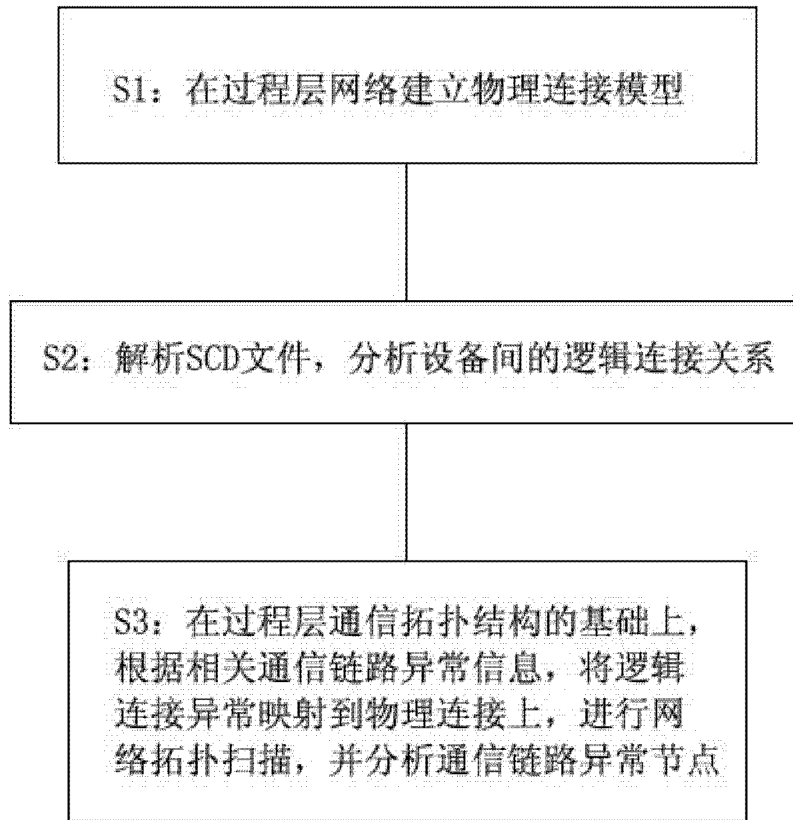 S1：在过程层网络建立物理连接模型
S2：解析SCD文件，分析设备间的逻辑连接关系
S3：在过程层通信拓扑结构的基础上，
根据相关通信链路异常信息，将逻辑
连接异常映射到物理连接上，进行网
络拓扑扫描，并分析通信链路异常节点